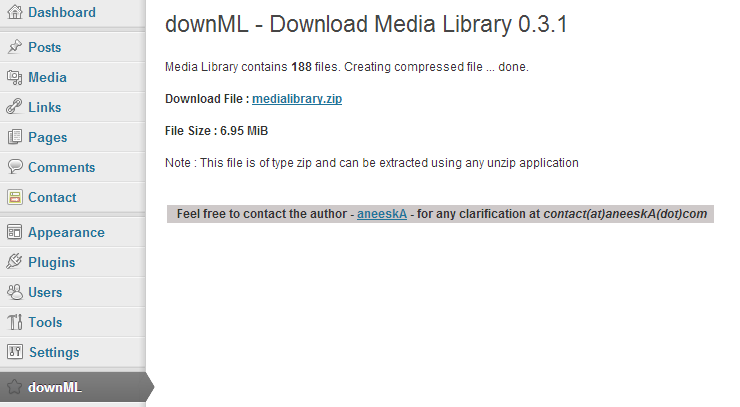 Dashboard
Posts
Media
Links
Pages
Comments
Contact
Appearance
Plugins
Users
Tools
Settings
downML
downML - Download Media Library 0.3.1
Media Library contains 188 files. Creating compressed file ... done.
Download File : medialibrary.zip
File Size : 6.95 MiB
Note : This file is of type zip and can be extracted using any unzip application
Feel free to contact the author - aneeskA - for any clarification at contact(at)aneeskA(dot)com